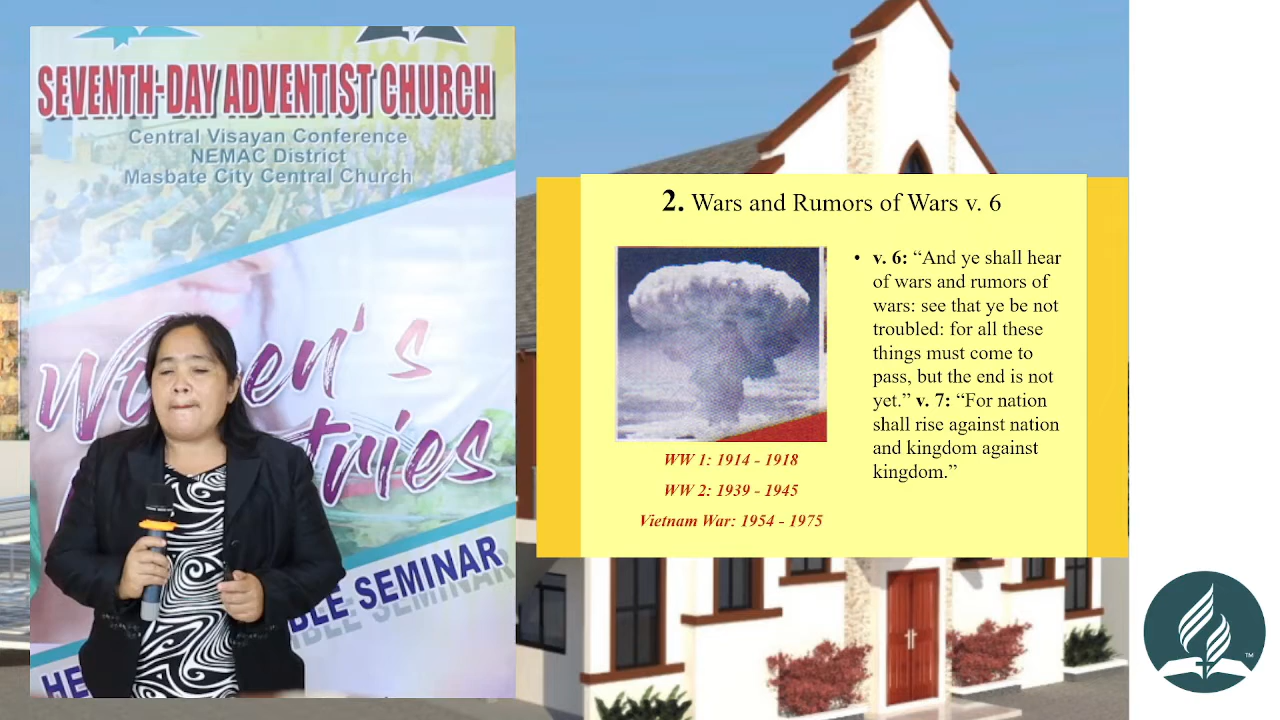 SEVENTH-DAY ADVENTIST CHURCH
Central Visayan Conference
NEMAC District
Masbate City Central Church
en's
tries
BLE SEMINAR
HE
2. Wars and Rumors of Wars v. 6
• v. 6: “And ye shall hear
of wars and rumors of
wars: see that ye be not
troubled: for all these
things must come to
pass, but the end is not
yet.” v. 7: “For nation
shall rise against nation
and kingdom against
kingdom.”
WW 1: 1914 - 1918
WW 2: 1939 - 1945
Vietnam War: 1954 - 1975
TM